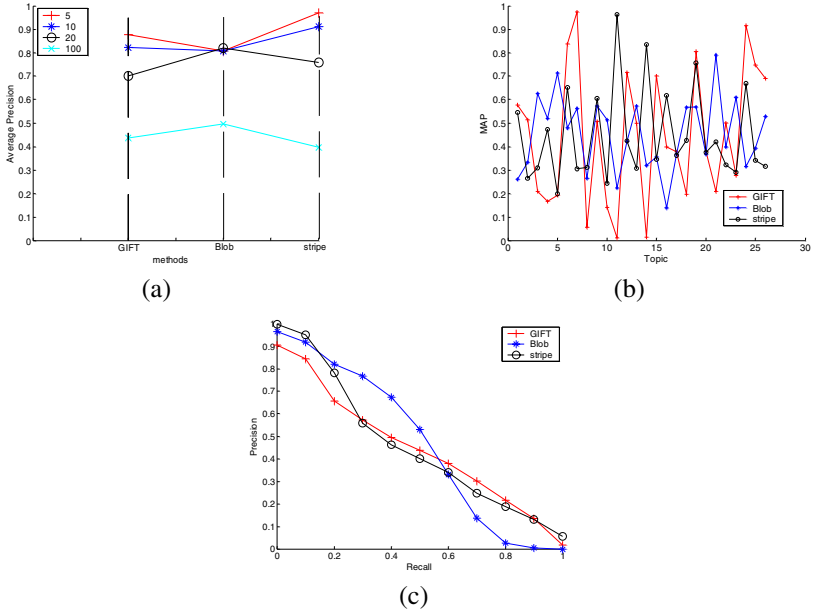 5
10
20
100
1
0.9
0.8
0.7
0.6
0.5
0.4
0.3
0.2
0.1
0
Average Precision
GIFT
Blob
stripe
methods
(a)
1
0.9
0.8
0.7
0.6
0.5
0.4
0.3
0.2
0.1
0
MAP
GIFT
Blob
stripe
0 5 10 15 20 25 30
Topic
(b)
1
0.9
0.8
0.7
0.6
0.5
0.4
0.3
0.2
0.1
0
Precision
GIFT
Blob
stripe
0 0.2 0.4 0.6 0.8 1
Recall
(c)